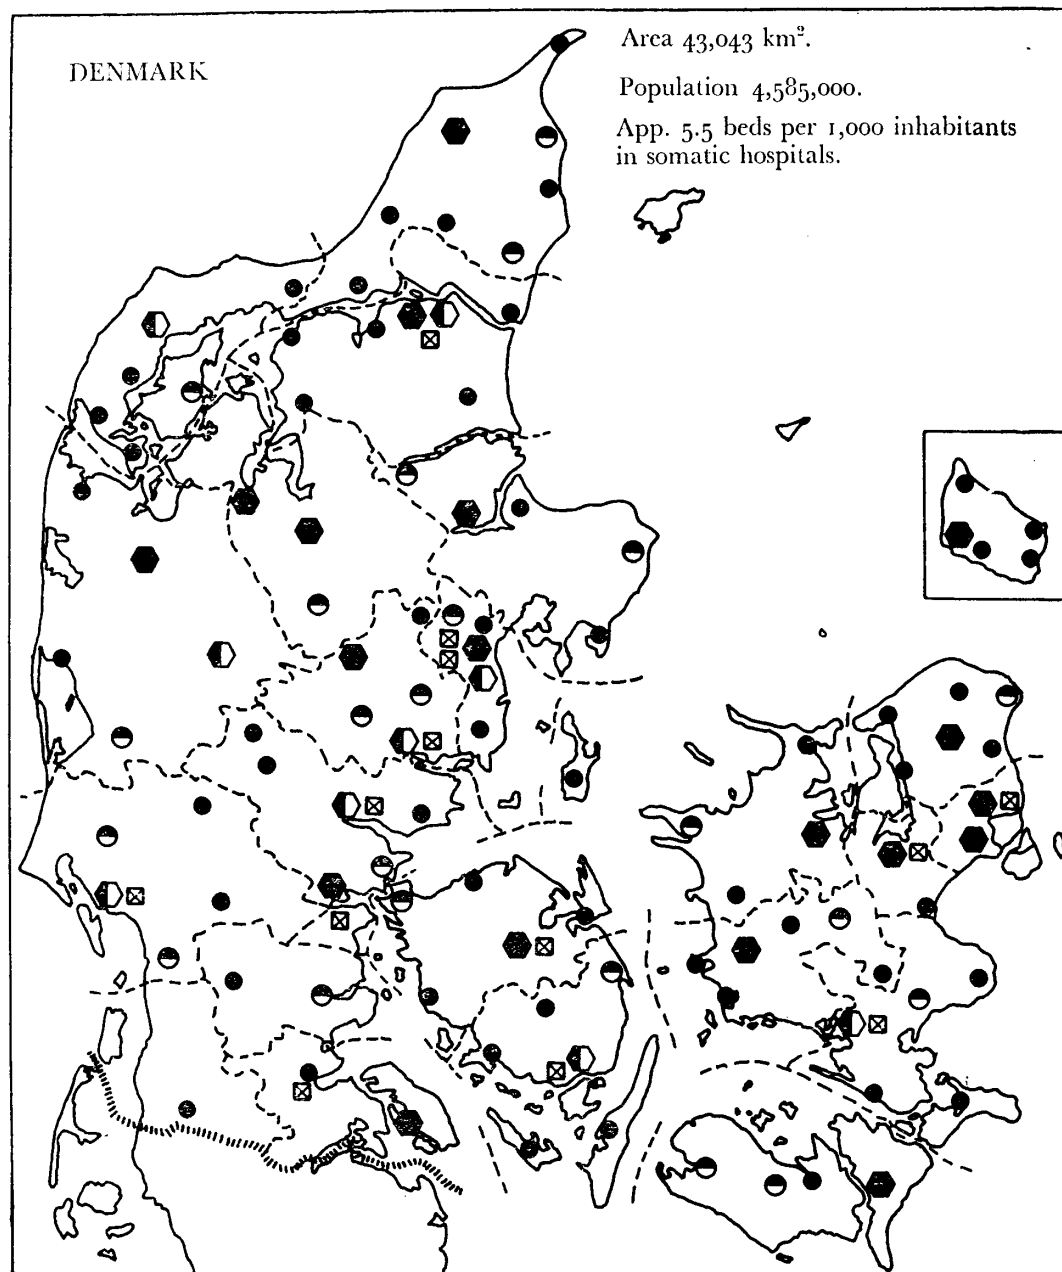 DENMARK
Area 43,043 km².
Population 4,585,000.
App. 5.5 beds per 1,000 inhabitants
in somatic hospitals.